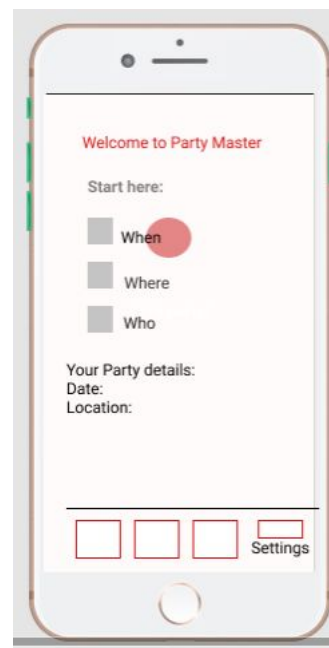 Welcome to Party Master
Start here:
When
Where
Who
Your Party details:
Date:
Location:
Settings